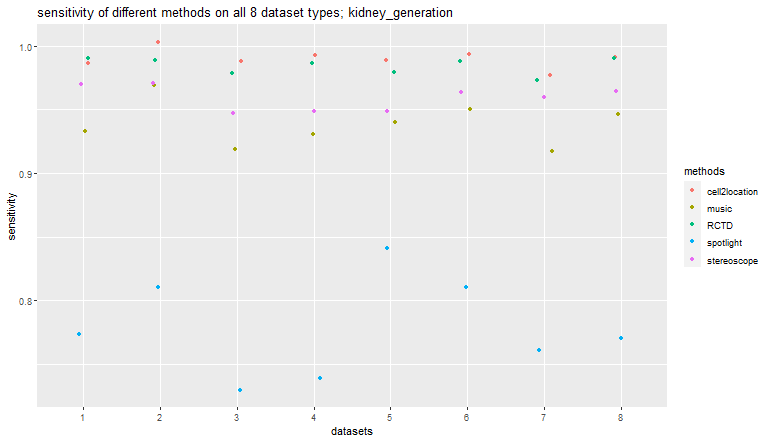 sensitivity of different methods on all 8 dataset types; kidney_generation
1.0
0.9
0.8
sensitivity
1 2 3 4 5 6 7 8
datasets
methods
cell2location
music
RCTD
spotlight
stereoscope